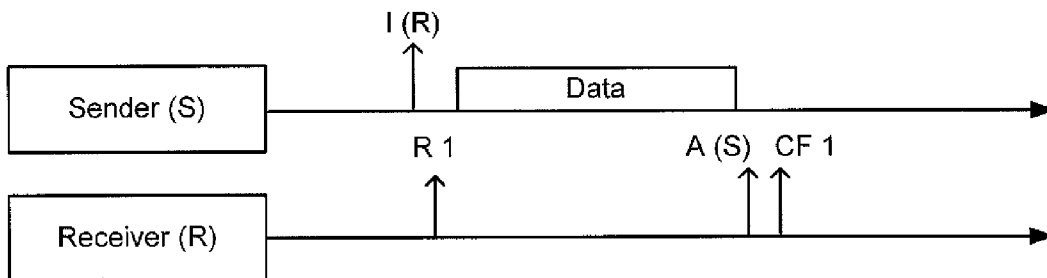 I (R)
Sender (S)
Data
R 1
A (S)
CF 1
Receiver (R)